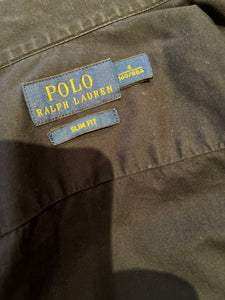 POLO
RALPH LAUREN
SLIM FIT